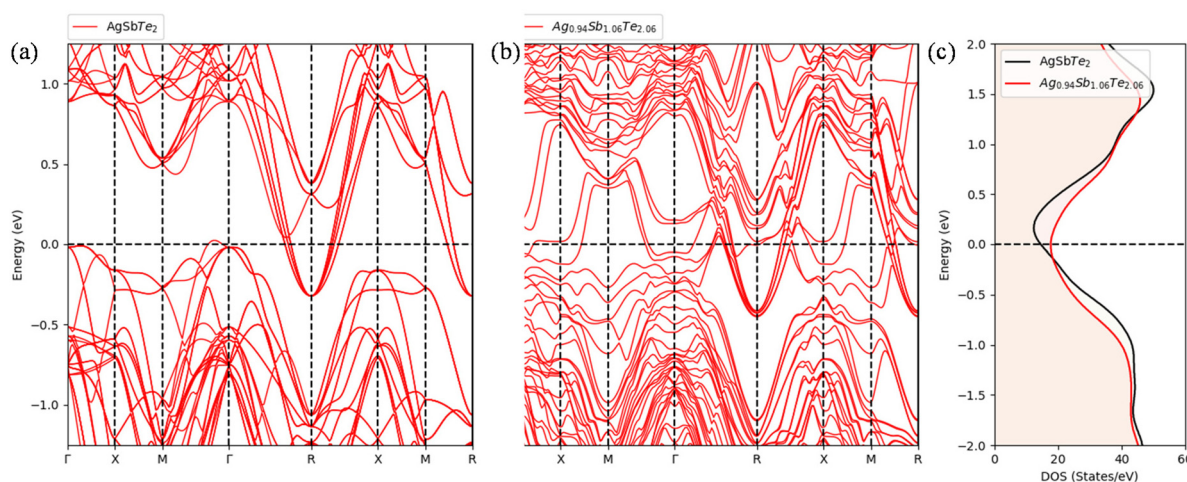 AgSbTe₂
(a)
1.0
0.5
0.0
−0.5
−1.0
Energy (eV)
Γ X M Γ R X M R
Ag₀.₉₄Sb₁.₀₆Te₂.₀₆
(b)
X M Γ R X M R
(c)
AgSbTe₂
Ag₀.₉₄Sb₁.₀₆Te₂.₀₆
2.0
1.5
1.0
0.5
0.0
−0.5
−1.0
−1.5
−2.0
Energy (eV)
0 20 40 60
DOS (States/eV)